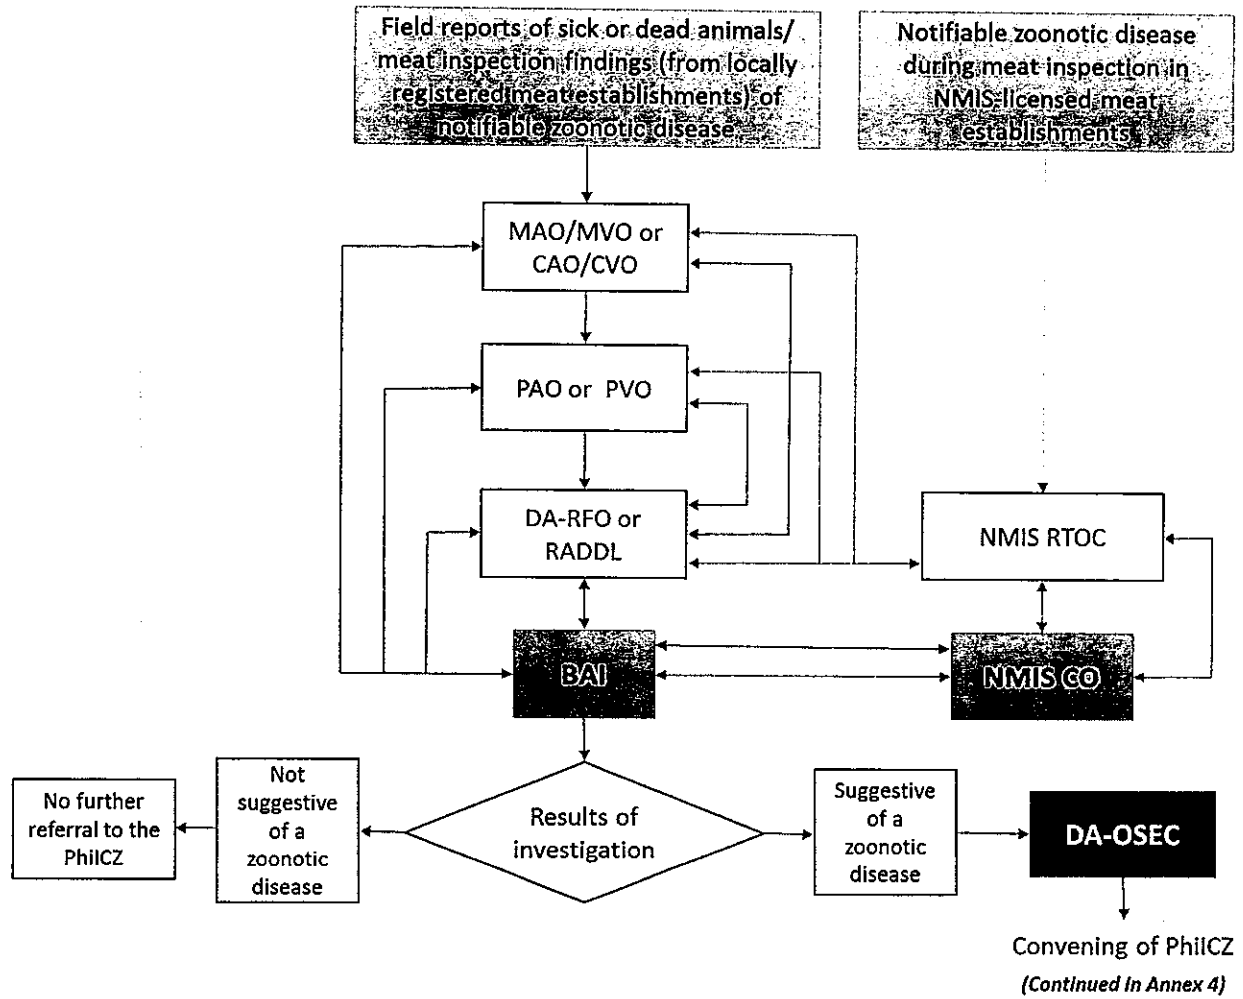 Field reports of sick or dead animals/
meat inspection findings (from locally
registered meat establishments) of
notifiable zoonotic disease
Notifiable zoonotic disease
during meat inspection in
NMIS-licensed meat
establishments
MAO/MVO or
CAO/CVO
PAO or PVO
DA-RFO or
RADDL
NMIS RTOC
BAI
NMIS CO
No further
referral to the
PhilCZ
Not
suggestive
of a
zoonotic
disease
Results of
investigation
Suggestive
of a
zoonotic
disease
DA-OSEC
Convening of PhilCZ
(Continued in Annex 4)